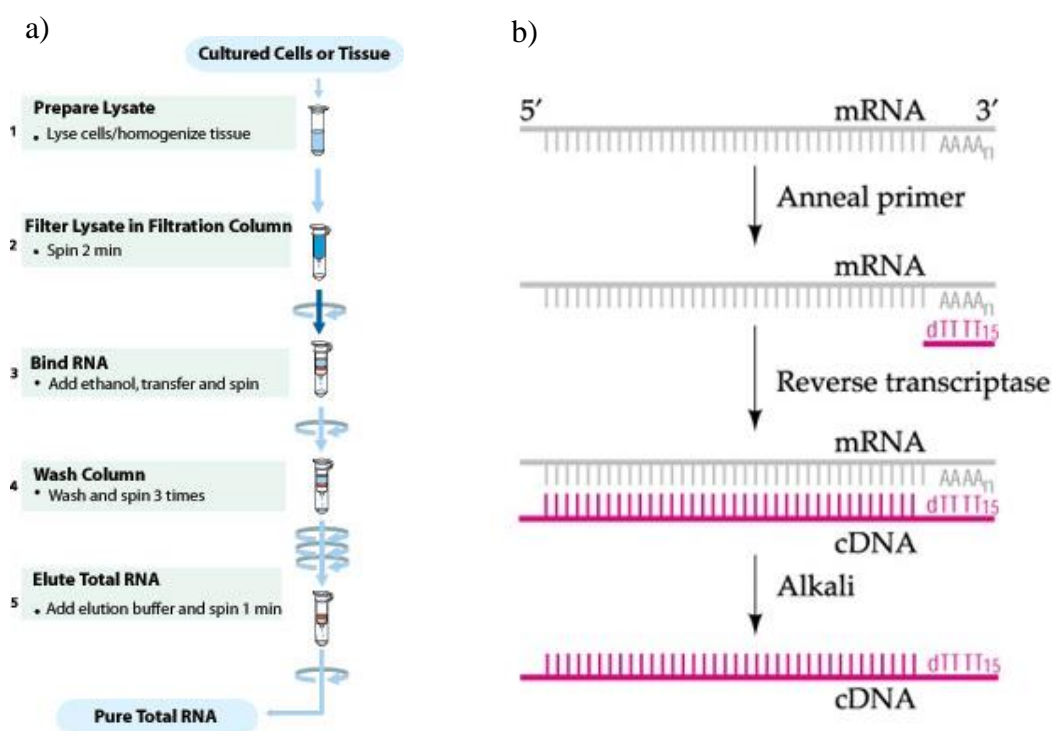 a)
Cultured Cells or Tissue
1
Prepare Lysate
• Lyse cells/homogenize tissue
2
Filter Lysate in Filtration Column
• Spin 2 min
3
Bind RNA
• Add ethanol, transfer and spin
4
Wash Column
• Wash and spin 3 times
5
Elute Total RNA
• Add elution buffer and spin 1 min
Pure Total RNA
b)
5′ mRNA 3′
AAAAn
Anneal primer
mRNA
AAAAn
dTTTT15
Reverse transcriptase
mRNA
AAAAn
dTTTT15
cDNA
Alkali
dTTTT15
cDNA